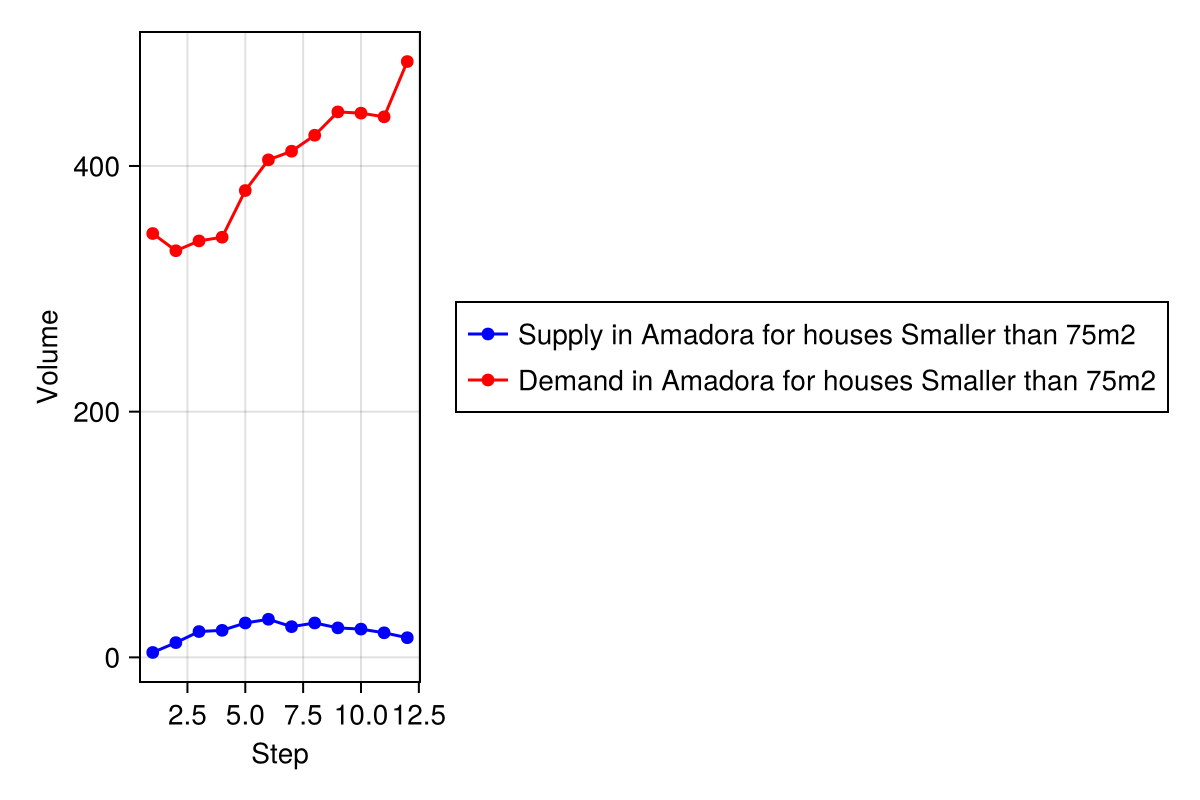 Volume
400
200
0
2.5 5.0 7.5 10.0 12.5
Step
Supply in Amadora for houses Smaller than 75m2
Demand in Amadora for houses Smaller than 75m2